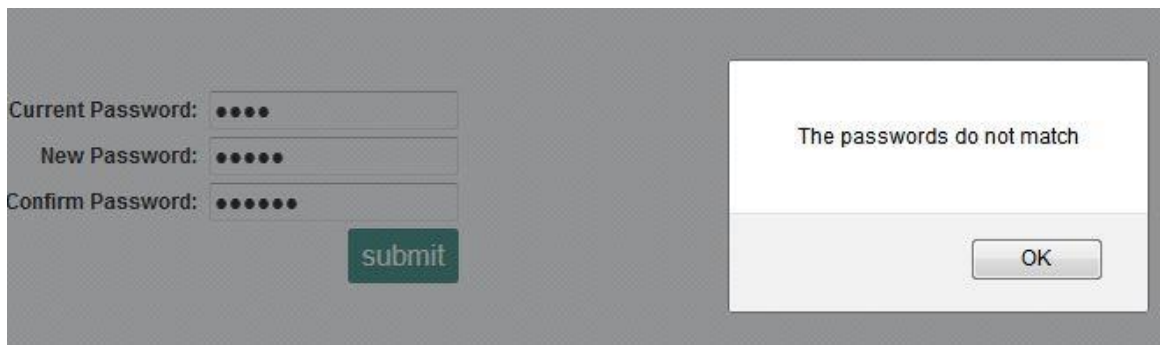 Current Password: ●●●●
New Password: ●●●●●
Confirm Password: ●●●●●●
submit
The passwords do not match
OK